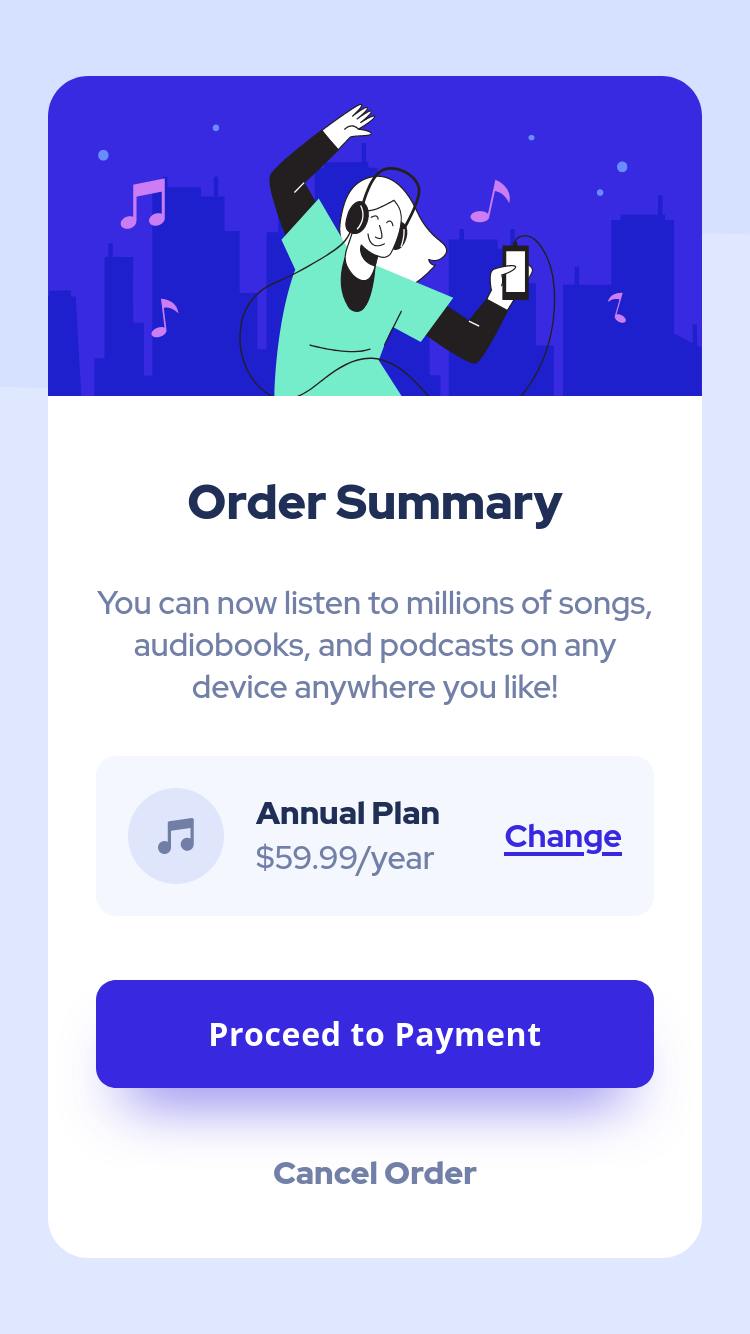 Order Summary
You can now listen to millions of songs,
audiobooks, and podcasts on any
device anywhere you like!
Annual Plan
$59.99/year
Change
Proceed to Payment
Cancel Order